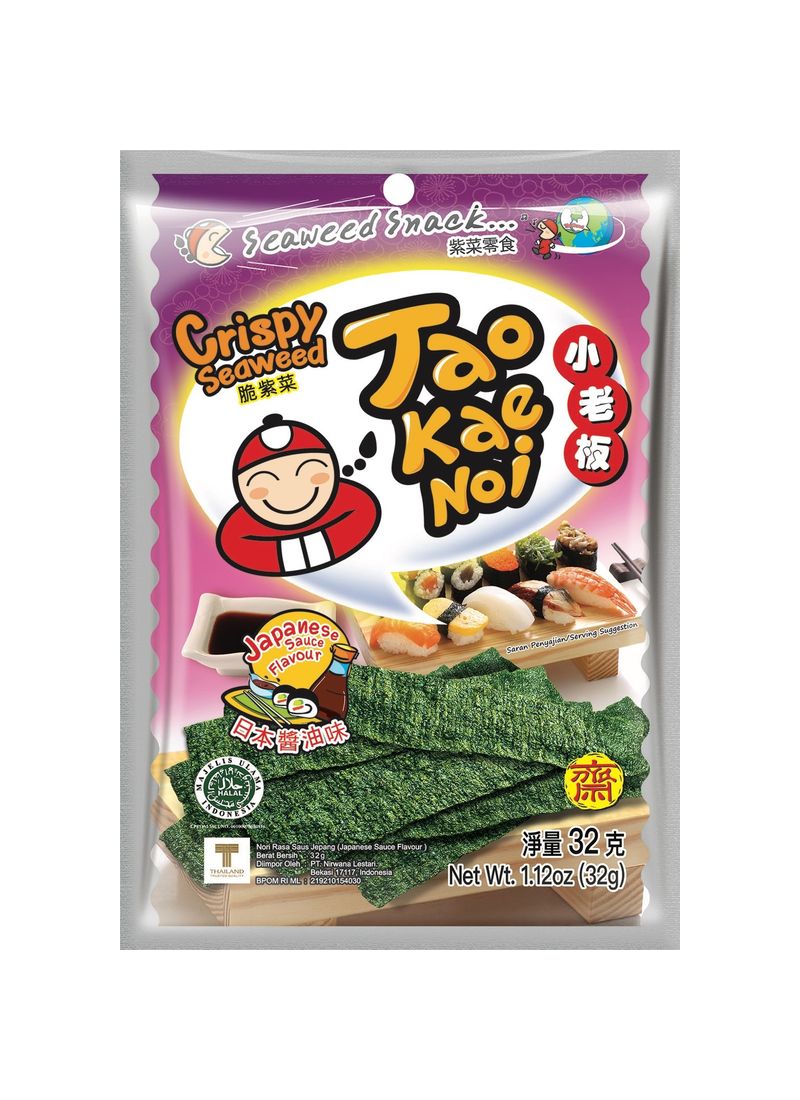 Seaweed Snack...
紫菜零食
Crispy
Seaweed
脆紫菜
Tao
Kae
Noi
小老板
Saran Penyajian/Serving Suggestion
Japanese
Sauce
Flavour
日本醬油味
MAJELIS ULAMA
INDONESIA
حلال
HALAL
齋
THAILAND
TRUSTED QUALITY
Nori Rasa Saus Jepang (Japanese Sauce Flavour )
Berat Bersih : 32g
Diimpor Oleh : PT. Nirwana Lestari.
Bekasi 17117, Indonesia
BPOM RI ML : 219210154030
淨量 32 克
Net Wt. 1.12oz (32g)